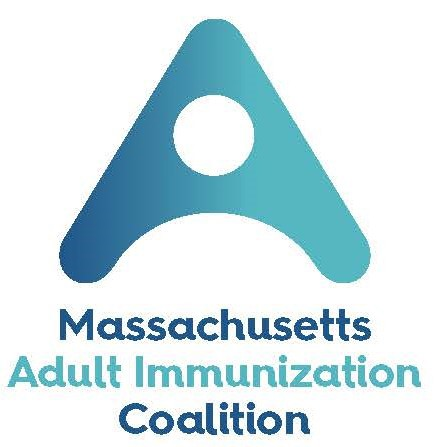 Massachusetts
Adult Immunization
Coalition